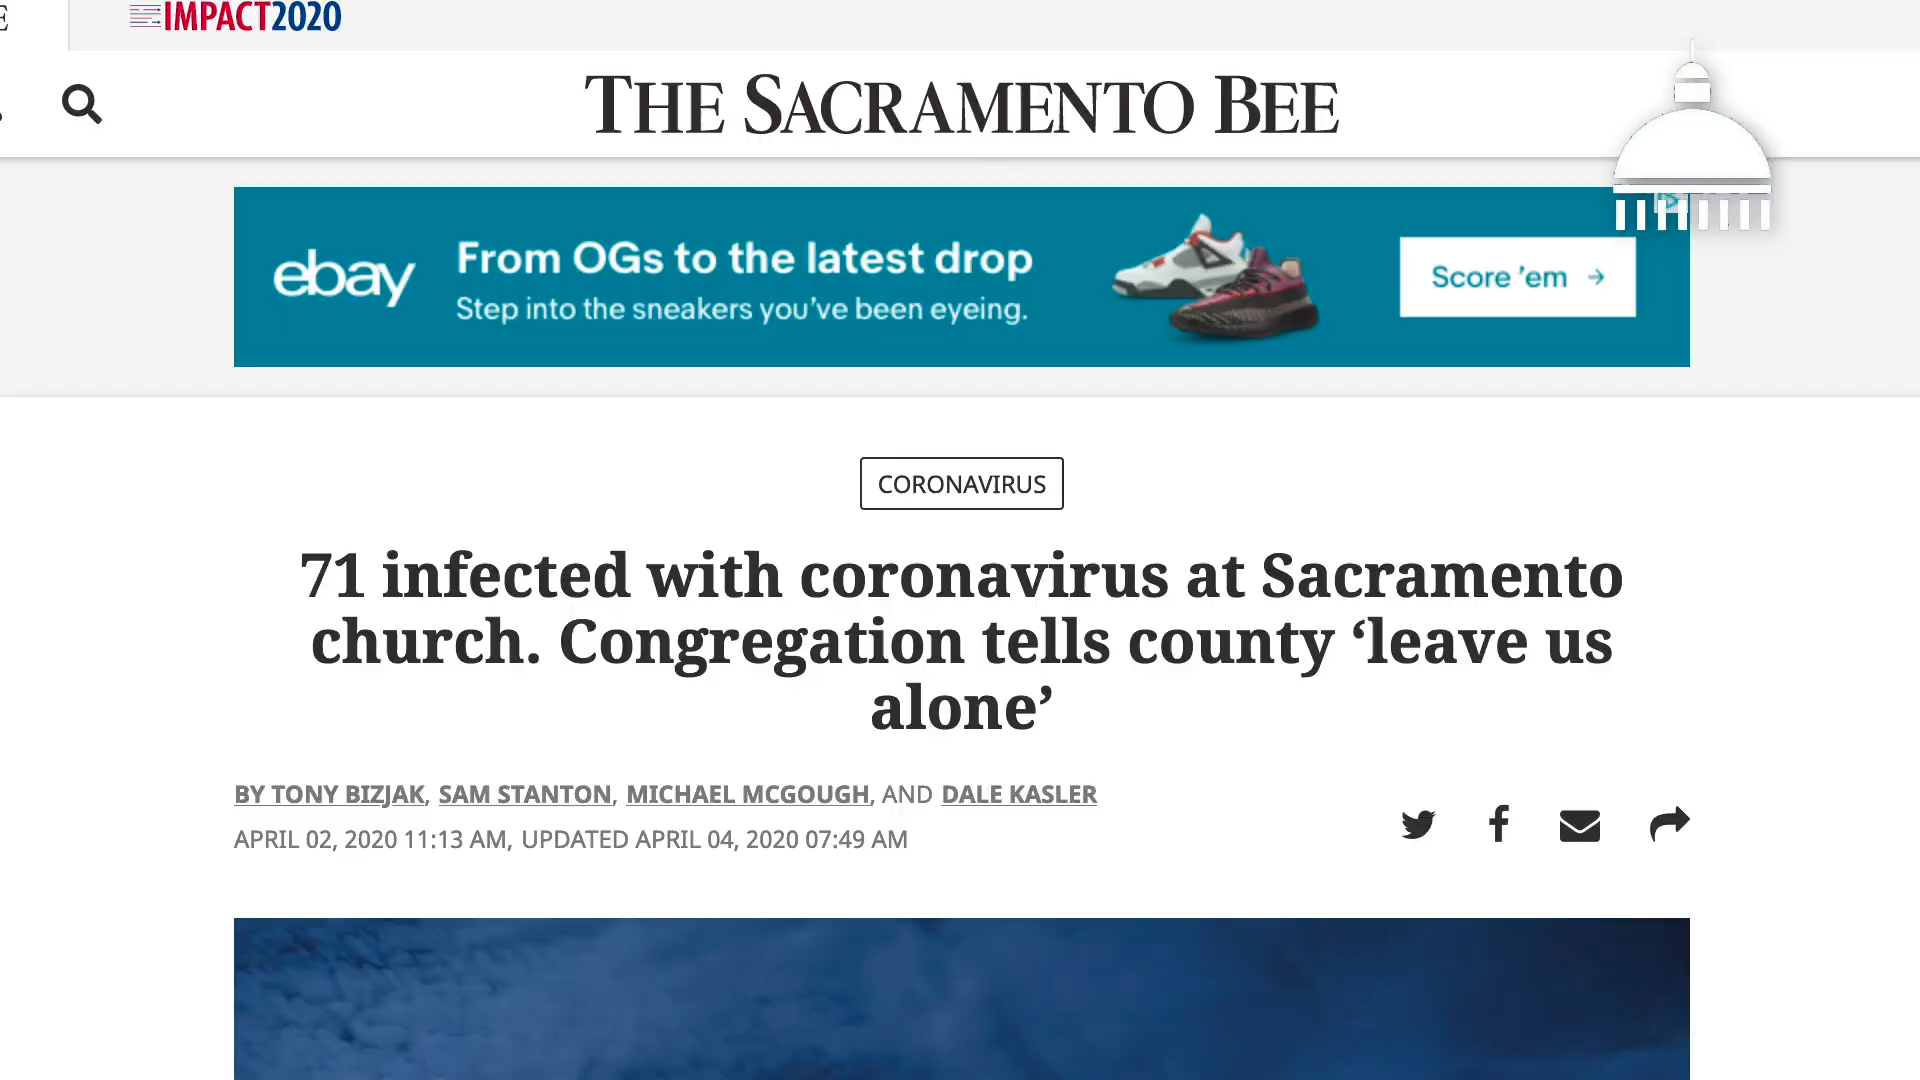 E
IMPACT2020
THE SACRAMENTO BEE
ebay
From OGs to the latest drop
Step into the sneakers you’ve been eyeing.
Score ’em →
CORONAVIRUS
71 infected with coronavirus at Sacramento
church. Congregation tells county ‘leave us
alone’
BY TONY BIZJAK, SAM STANTON, MICHAEL MCGOUGH, AND DALE KASLER
APRIL 02, 2020 11:13 AM, UPDATED APRIL 04, 2020 07:49 AM